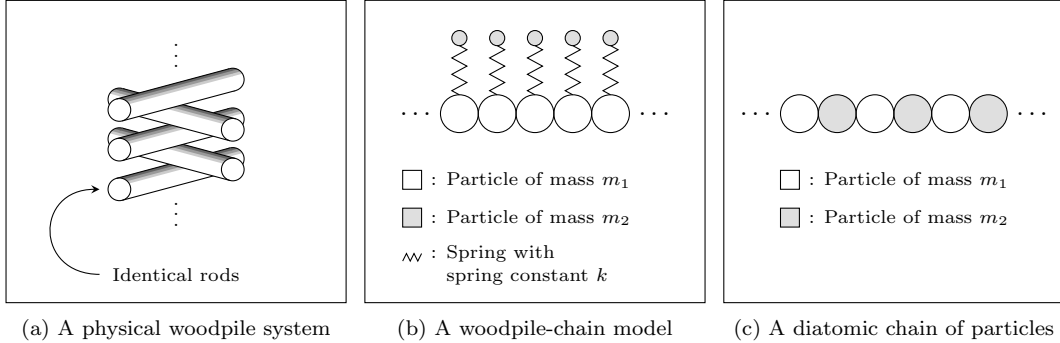 Identical rods
(a) A physical woodpile system
: Particle of mass m₁
: Particle of mass m₂
: Spring with
spring constant k
(b) A woodpile-chain model
: Particle of mass m₁
: Particle of mass m₂
(c) A diatomic chain of particles